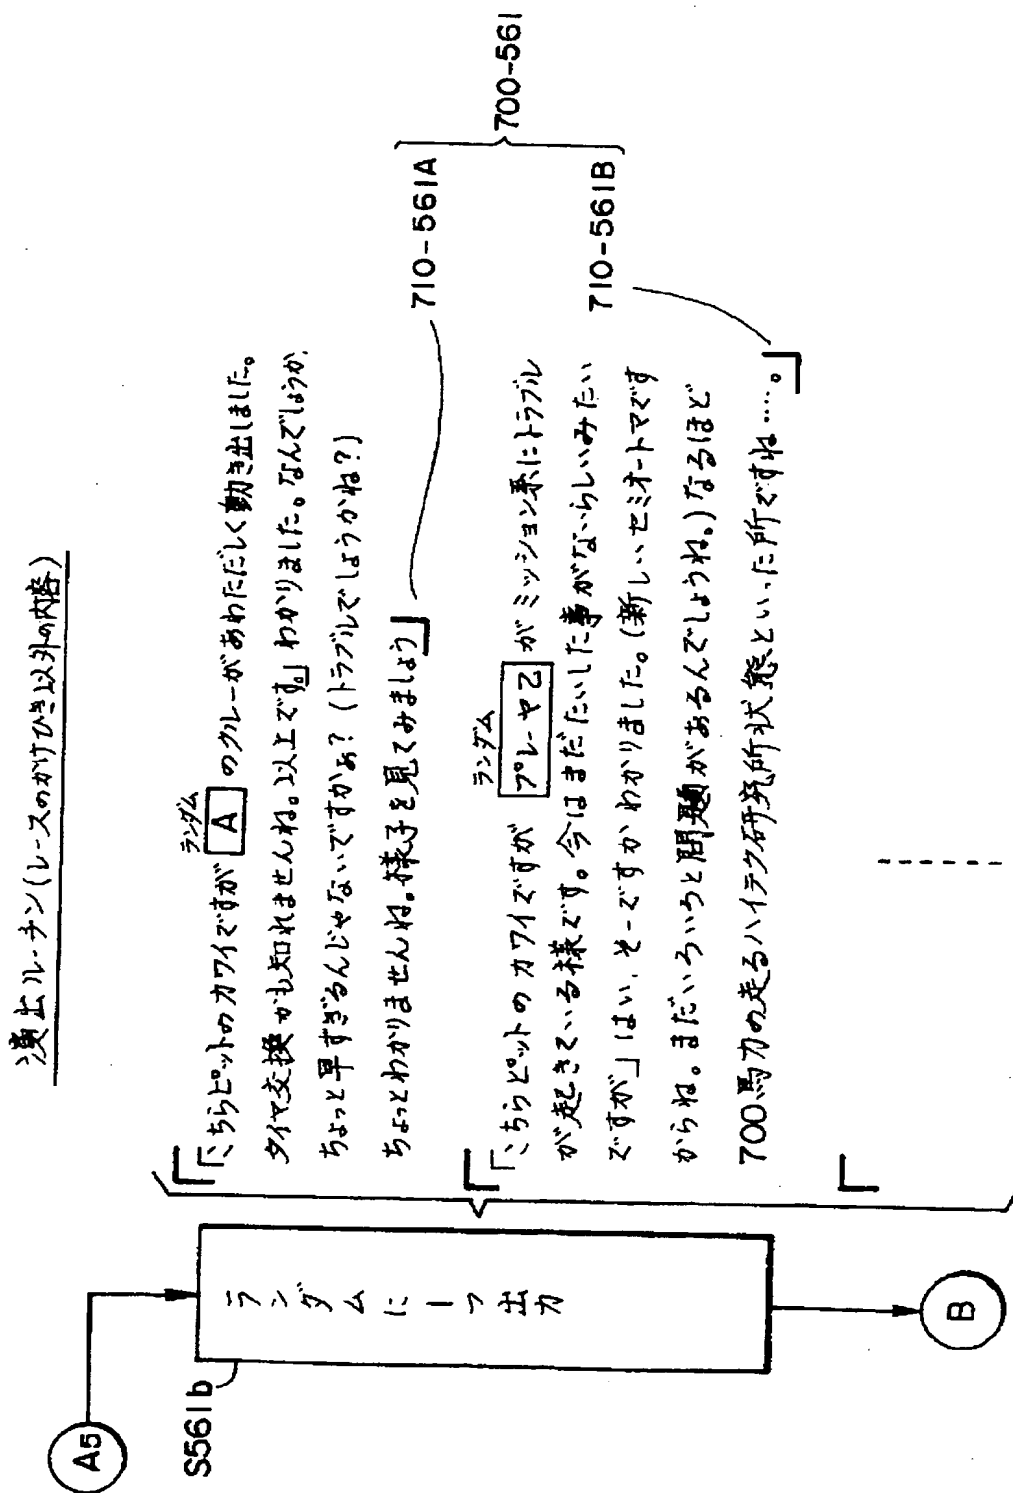 演出ルーチン(レースのかけひき以外の内容)
A5
S561b
ランダムに1つ出力
B
ランダム
「こちらピットのカワイですが A のクルーがあわただしく動き出しました。
タイヤ交換かも知れませんね。以上です。」わかりました。なんでしょうか、
ちょっと早すぎるんじゃないですかぁ?(トラブルでしょうかね?)
ちょっとわかりませんね。様子を見てみましょう
710-561A
ランダム
「こちらピットのカワイですが プレーヤ乙 がミッション系にトラブル
が起きている様です。今はまだたいした事がないらしいみたい
ですが」はい、そーですかわかりました。(新しいセミオートマです
からね。まだいろいろと問題があるんでしょうね。)なるほど
700馬力の走るハイテク研究所状態といった所ですね……。
710-561B
700-561